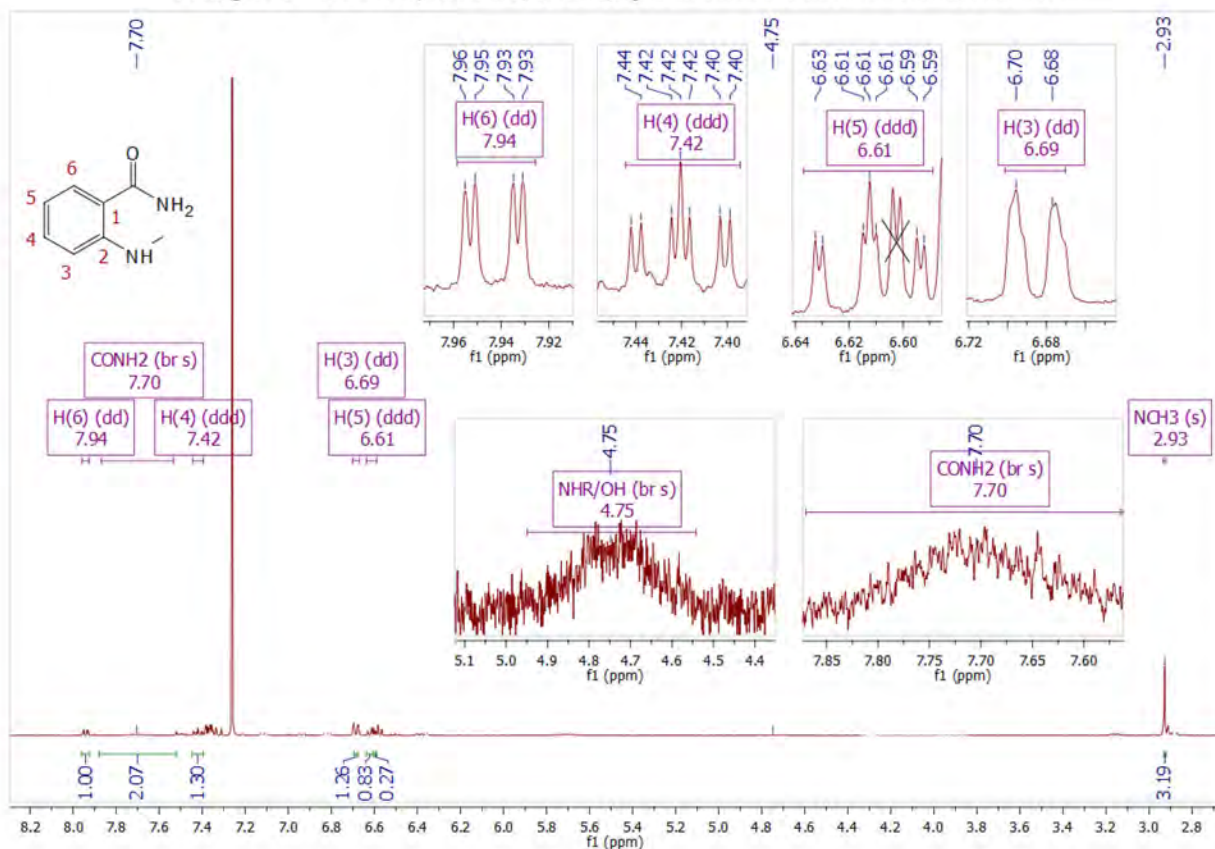 7.70
4.75
2.93
7.96 7.95 7.93 7.93
7.44 7.42 7.42 7.42 7.40 7.40
6.63 6.61 6.61 6.61 6.59 6.59
6.70 6.68
H(6) (dd)
7.94
H(4) (ddd)
7.42
H(5) (ddd)
6.61
H(3) (dd)
6.69
O
NH2
NH
1
2
3
4
5
6
7.96 7.94 7.92
f1 (ppm)
7.44 7.42 7.40
f1 (ppm)
6.64 6.62 6.60
f1 (ppm)
6.72 6.68
f1 (ppm)
CONH2 (br s)
7.70
H(3) (dd)
6.69
H(6) (dd)
7.94
H(4) (ddd)
7.42
H(5) (ddd)
6.61
4.75
NHR/OH (br s)
4.75
7.70
CONH2 (br s)
7.70
NCH3 (s)
2.93
5.1 5.0 4.9 4.8 4.7 4.6 4.5 4.4
f1 (ppm)
7.85 7.80 7.75 7.70 7.65 7.60
f1 (ppm)
1.00 2.07 1.30 1.26 0.83 0.27 3.19
8.2 8.0 7.8 7.6 7.4 7.2 7.0 6.8 6.6 6.4 6.2 6.0 5.8 5.6 5.4 5.2 5.0 4.8 4.6 4.4 4.2 4.0 3.8 3.6 3.4 3.2 3.0 2.8
f1 (ppm)